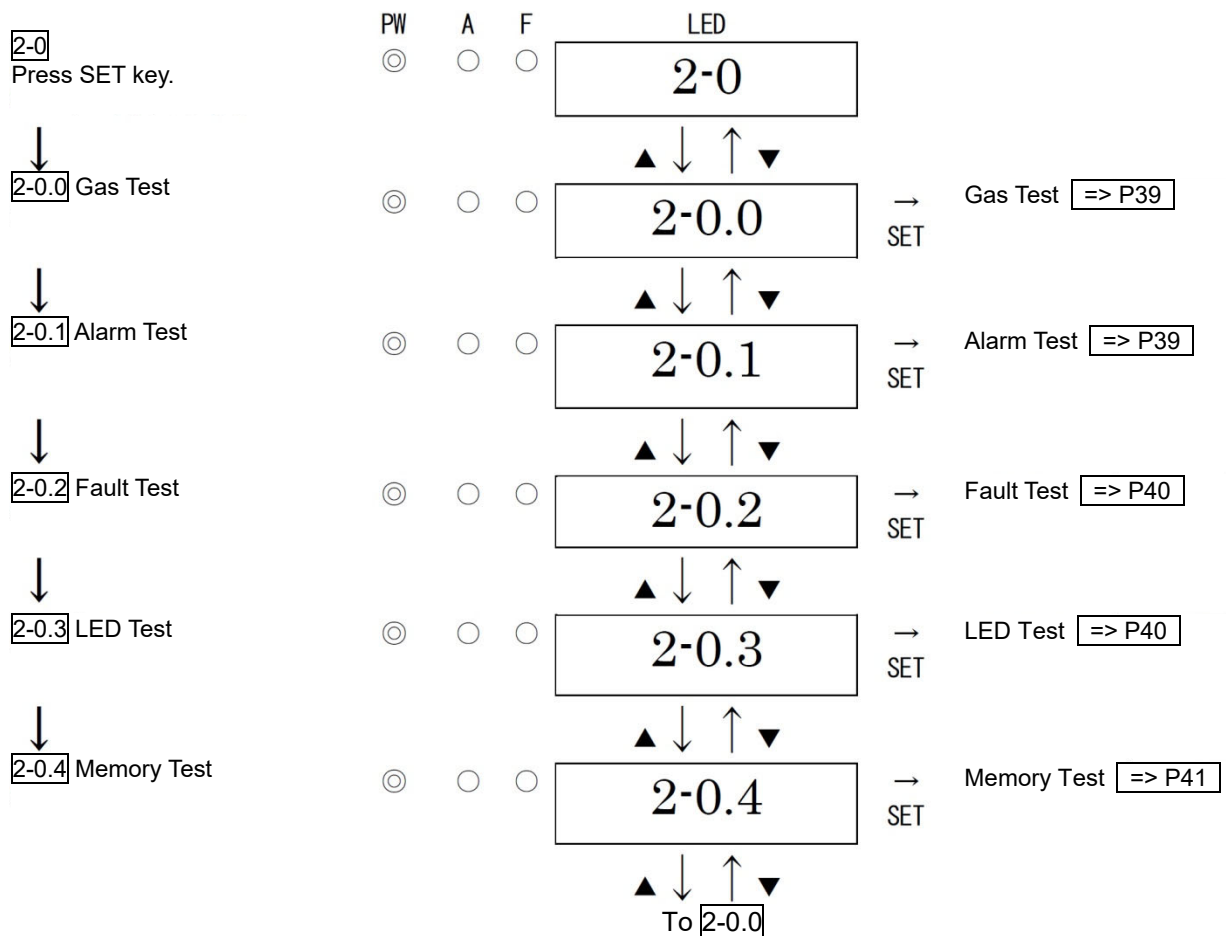 PW A F LED
2-0
Press SET key.
2-0
▲ ↓ ↑ ▼
2-0.0 Gas Test
2-0.0
→ SET
Gas Test => P39
▲ ↓ ↑ ▼
2-0.1 Alarm Test
2-0.1
→ SET
Alarm Test => P39
▲ ↓ ↑ ▼
2-0.2 Fault Test
2-0.2
→ SET
Fault Test => P40
▲ ↓ ↑ ▼
2-0.3 LED Test
2-0.3
→ SET
LED Test => P40
▲ ↓ ↑ ▼
2-0.4 Memory Test
2-0.4
→ SET
Memory Test => P41
▲ ↓ ↑ ▼
To 2-0.0